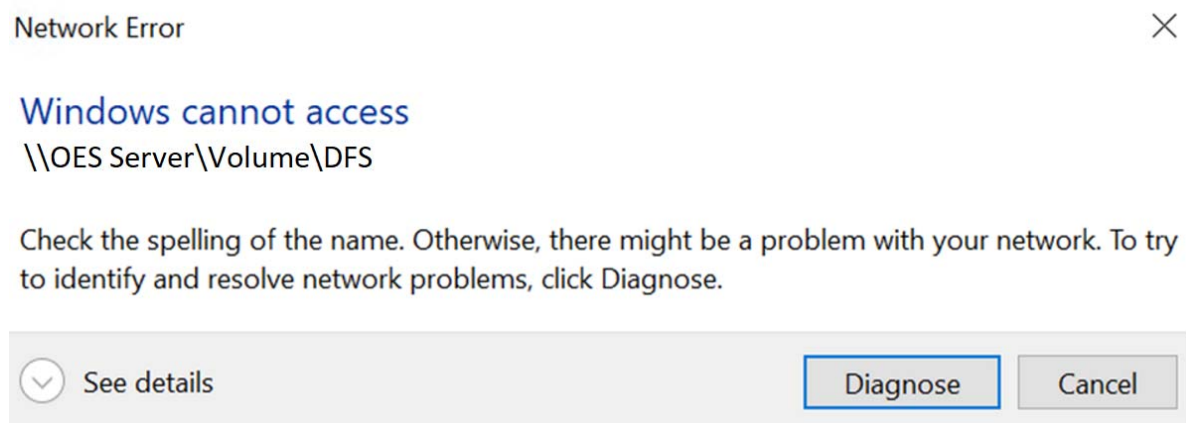 Network Error
Windows cannot access
\\OES Server\Volume\DFS
Check the spelling of the name. Otherwise, there might be a problem with your network. To try
to identify and resolve network problems, click Diagnose.
See details
Diagnose
Cancel